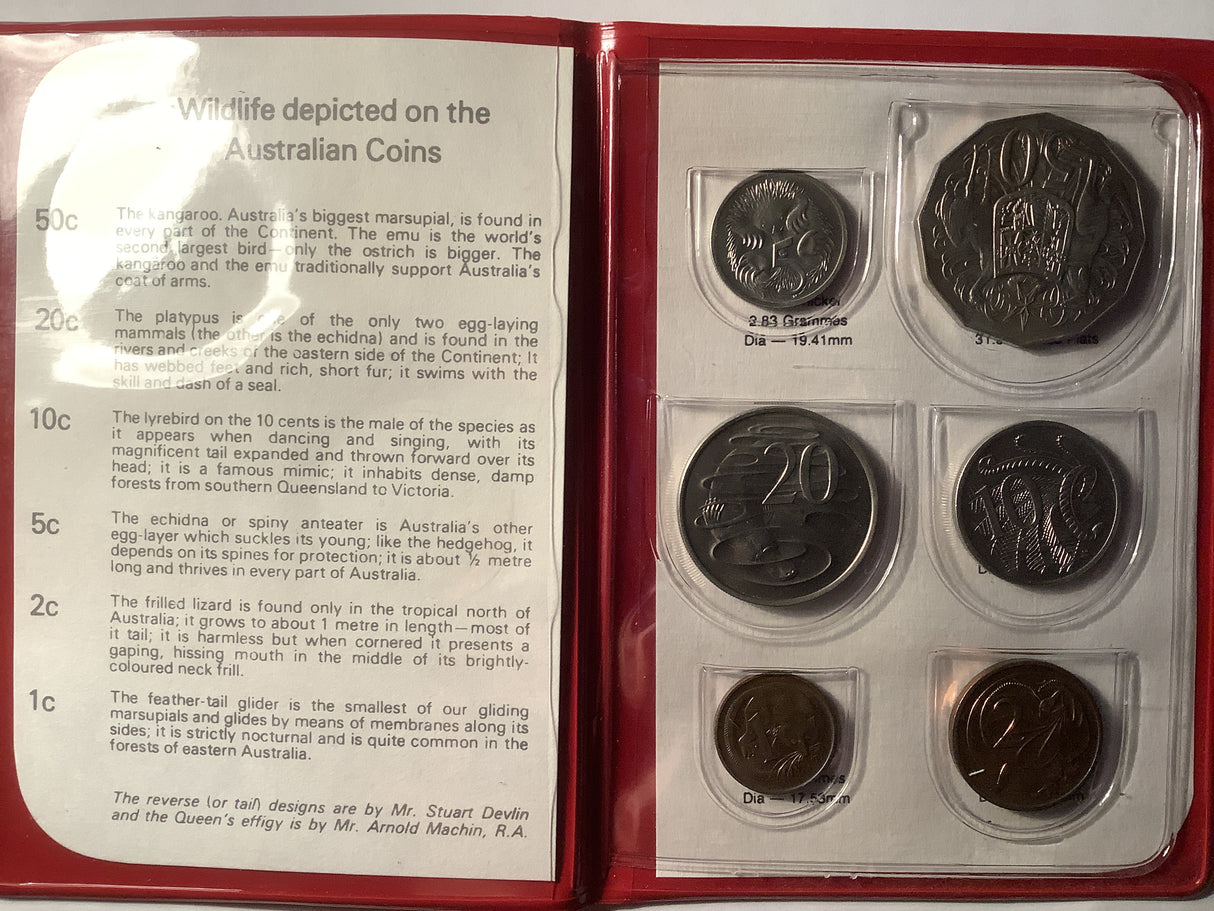 Wildlife depicted on the
Australian Coins
50c
The kangaroo. Australia's biggest marsupial, is found in
every part of the Continent. The emu is the world's
second largest bird—only the ostrich is bigger. The
kangaroo and the emu traditionally support Australia's
coat of arms.
20c
The platypus is one of the only two egg-laying
mammals (the other is the echidna) and is found in the
rivers and creeks of the eastern side of the Continent; It
has webbed feet and rich, short fur; it swims with the
skill and dash of a seal.
10c
The lyrebird on the 10 cents is the male of the species as
it appears when dancing and singing, with its
magnificent tail expanded and thrown forward over its
head; it is a famous mimic; it inhabits dense, damp
forests from southern Queensland to Victoria.
5c
The echidna or spiny anteater is Australia's other
egg-layer which suckles its young; like the hedgehog, it
depends on its spines for protection; it is about ½ metre
long and thrives in every part of Australia.
2c
The frilled lizard is found only in the tropical north of
Australia; it grows to about 1 metre in length—most of
it tail; it is harmless but when cornered it presents a
gaping, hissing mouth in the middle of its brightly-
coloured neck frill.
1c
The feather-tail glider is the smallest of our gliding
marsupials and glides by means of membranes along its
sides; it is strictly nocturnal and is quite common in the
forests of eastern Australia.
The reverse (or tail) designs are by Mr. Stuart Devlin
and the Queen's effigy is by Mr. Arnold Machin, R.A.
5
2.83 Grammes
Dia — 19.41mm
50
20
10
Dia — 17.53mm
2